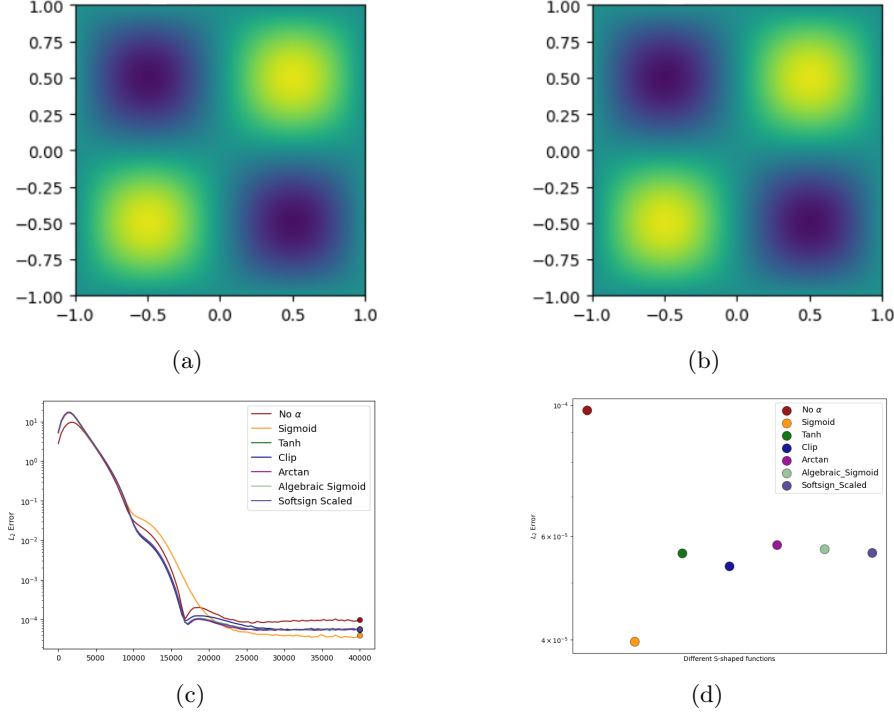 1.00
0.75
0.50
0.25
0.00
−0.25
−0.50
−0.75
−1.00
−1.0 −0.5 0.0 0.5 1.0
(a)
1.00
0.75
0.50
0.25
0.00
−0.25
−0.50
−0.75
−1.00
−1.0 −0.5 0.0 0.5 1.0
(b)
L₂ Error
10¹
10⁰
10⁻¹
10⁻²
10⁻³
10⁻⁴
0 5000 10000 15000 20000 25000 30000 35000 40000
No α
Sigmoid
Tanh
Clip
Arctan
Algebraic Sigmoid
Softsign Scaled
(c)
L₂ Error
10⁻⁴
6 × 10⁻⁵
4 × 10⁻⁵
Different S-shaped functions
No α
Sigmoid
Tanh
Clip
Arctan
Algebraic_Sigmoid
Softsign_Scaled
(d)